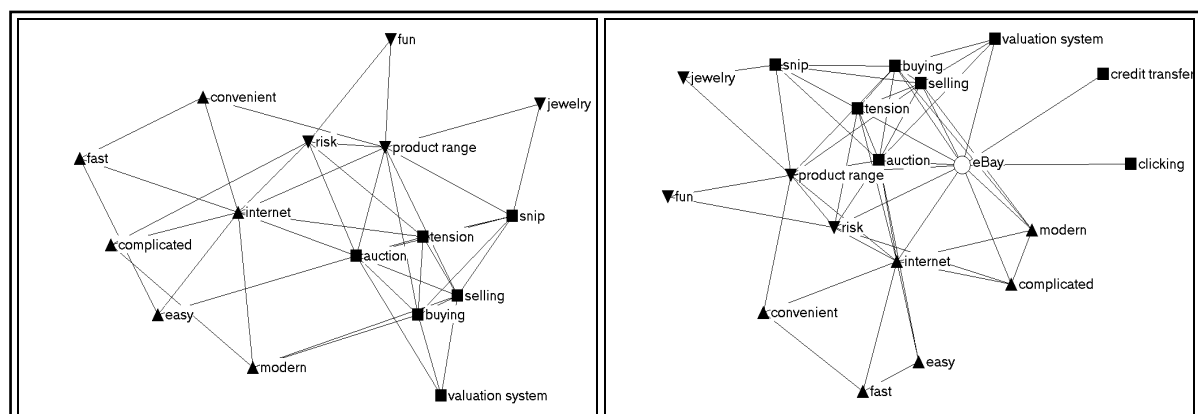 fun
convenient
jewelry
risk
product range
fast
internet
snip
complicated
tension
auction
selling
easy
buying
modern
valuation system
valuation system
snip
buying
jewelry
credit transfer
selling
tension
auction
eBay
clicking
product range
fun
risk
modern
internet
complicated
convenient
easy
fast